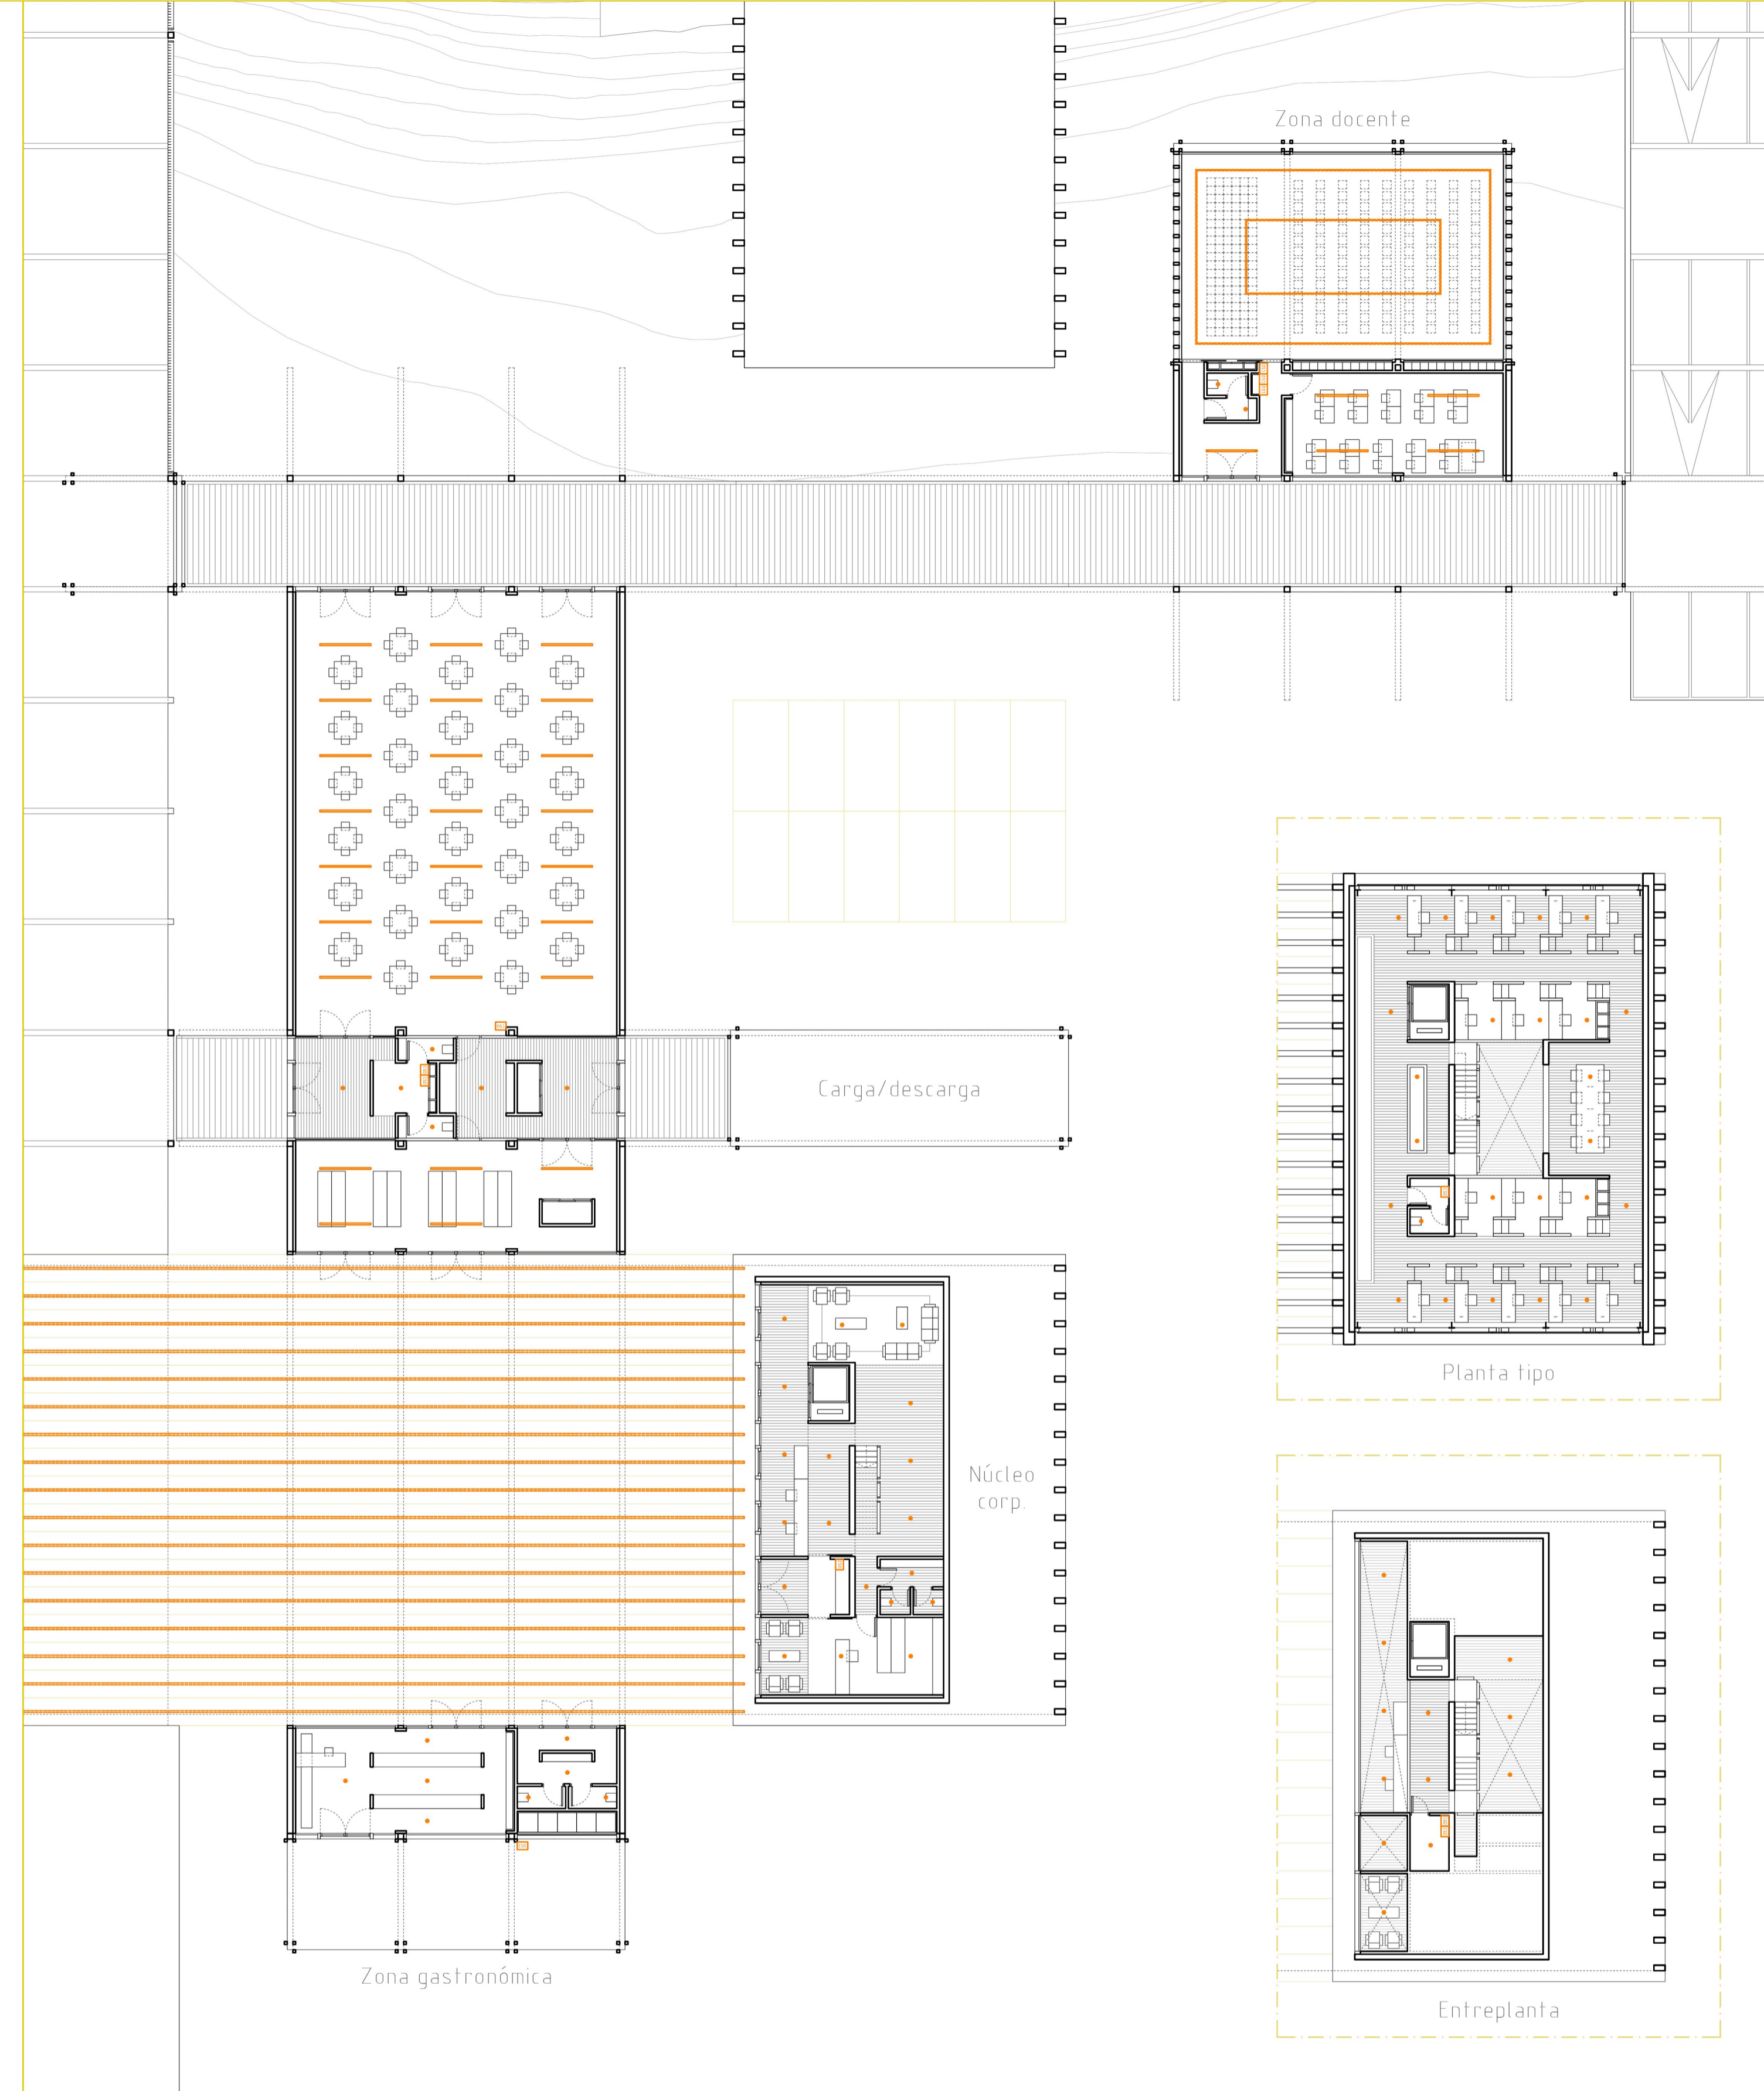 Zona docente
Carga/descarga
Planta tipo
Núcleo
corp.
Zona gastronómica
Entreplanta